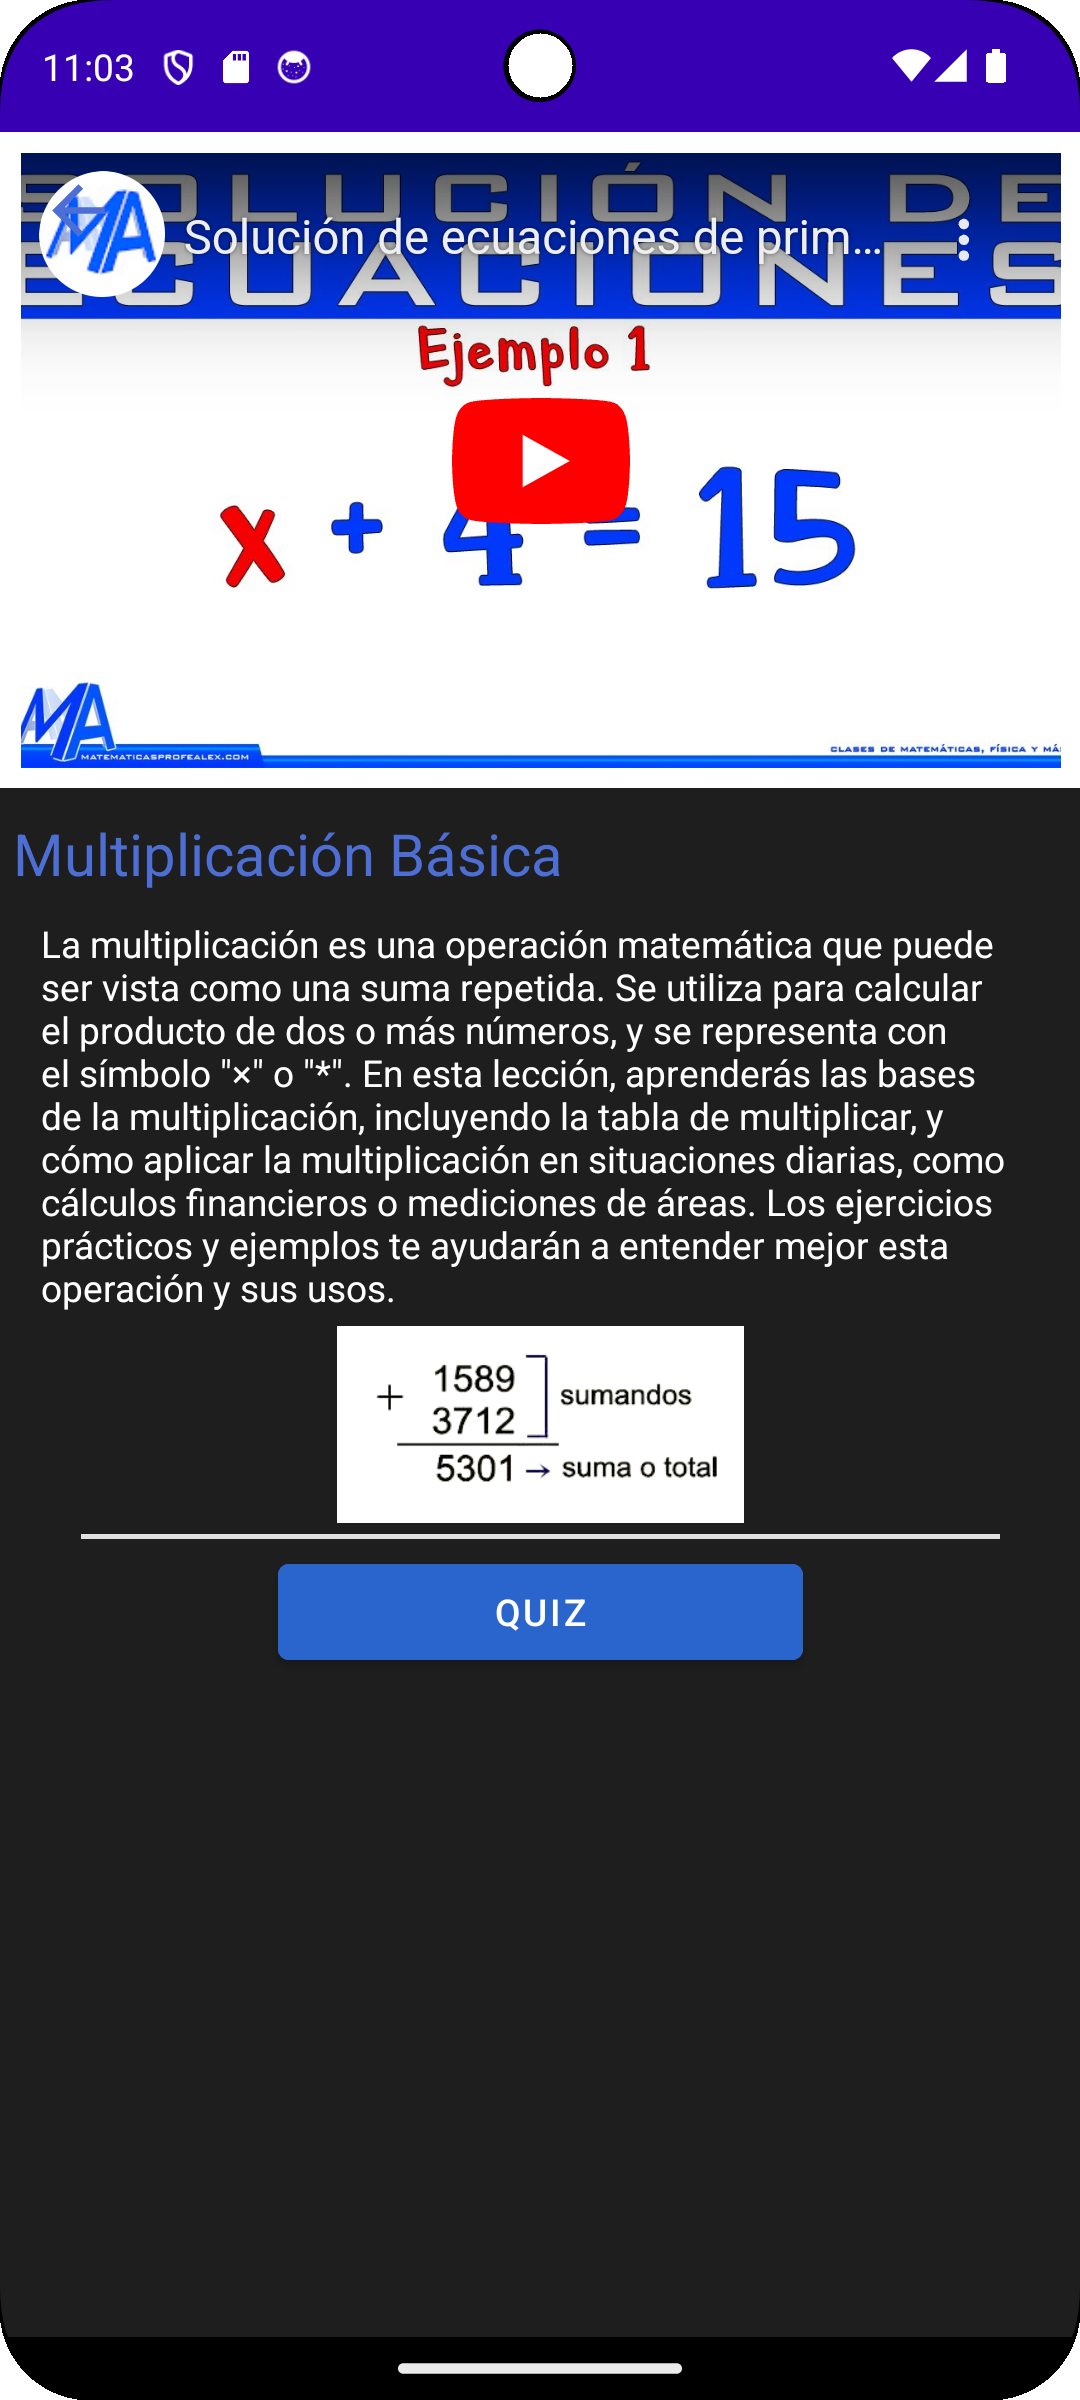 11:03
SOLUCIÓN DE
ECUACIONES
MA
Solución de ecuaciones de prim...
Ejemplo 1
x + 4 = 15
MA
MATEMATICASPROFEALEX.COM
CLASES DE MATEMÁTICAS, FÍSICA Y MÁ
Multiplicación Básica
La multiplicación es una operación matemática que puede
ser vista como una suma repetida. Se utiliza para calcular
el producto de dos o más números, y se representa con
el símbolo "×" o "*". En esta lección, aprenderás las bases
de la multiplicación, incluyendo la tabla de multiplicar, y
cómo aplicar la multiplicación en situaciones diarias, como
cálculos financieros o mediciones de áreas. Los ejercicios
prácticos y ejemplos te ayudarán a entender mejor esta
operación y sus usos.
+ 1589
3712 sumandos
5301 → suma o total
QUIZ